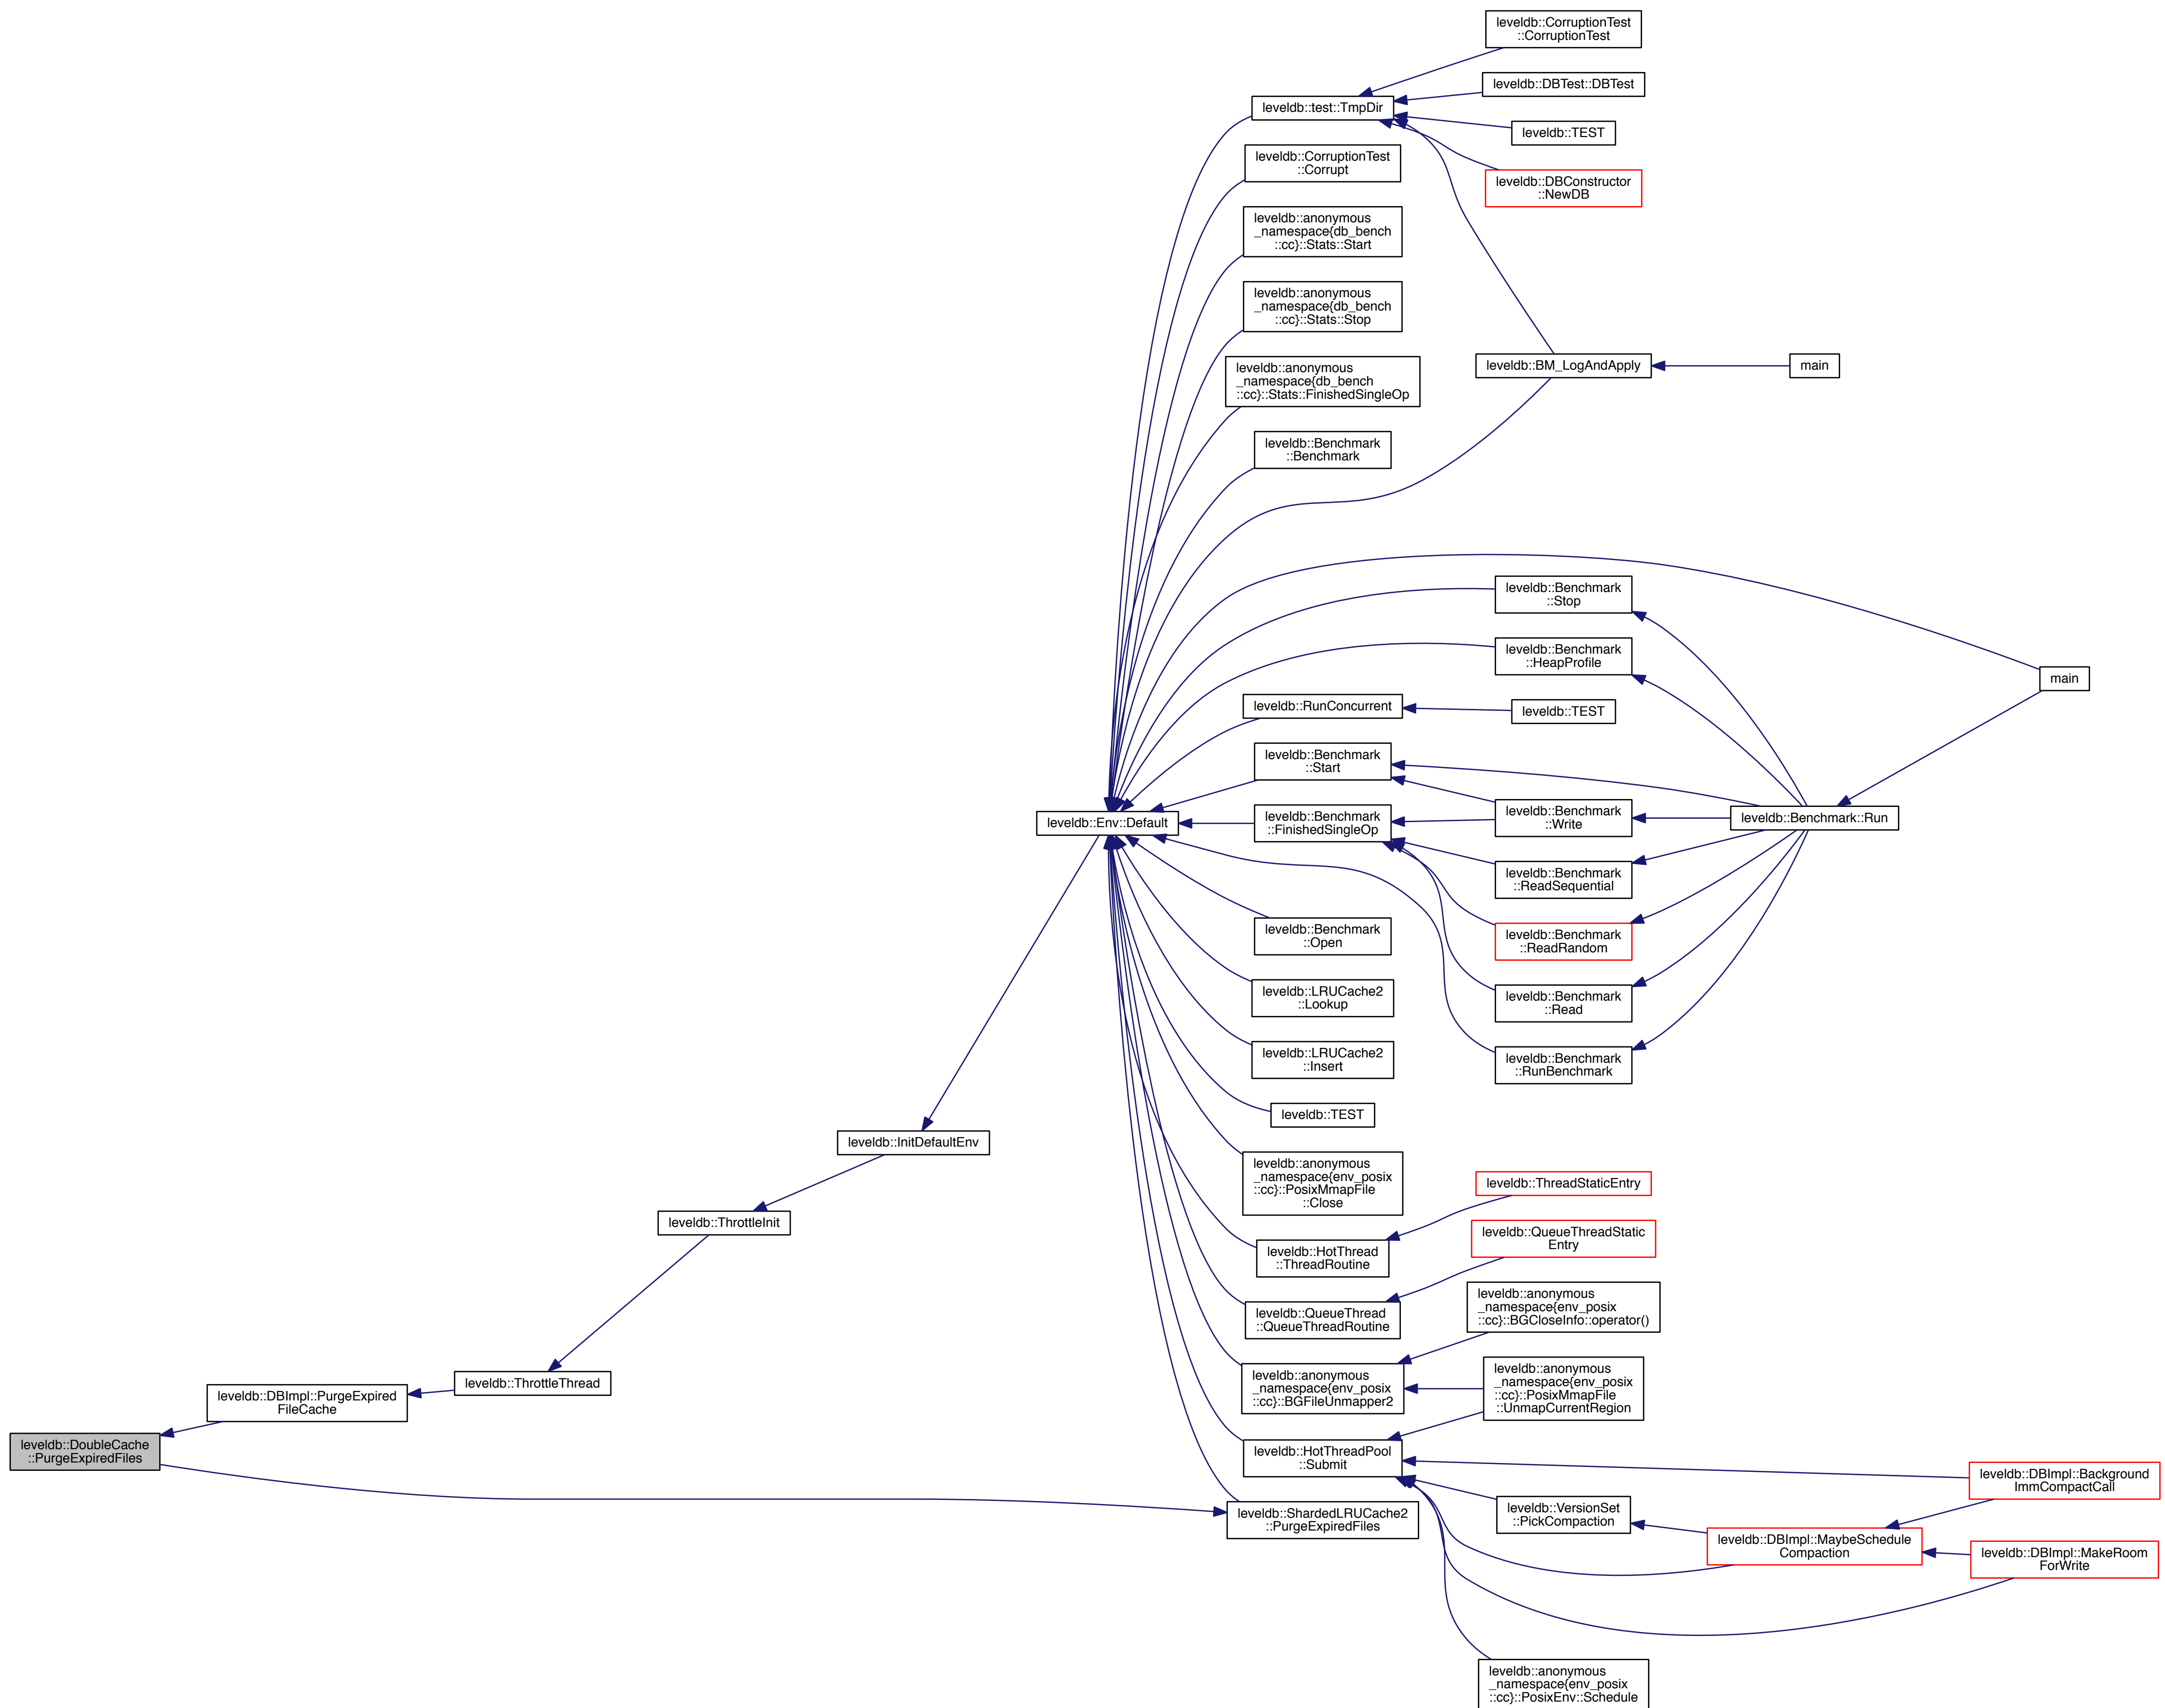 leveldb::CorruptionTest
::CorruptionTest
leveldb::DBTest::DBTest
leveldb::test::TmpDir
leveldb::TEST
leveldb::CorruptionTest
::Corrupt
leveldb::DBConstructor
::NewDB
leveldb::anonymous
_namespace{db_bench
::cc}::Stats::Start
leveldb::anonymous
_namespace{db_bench
::cc}::Stats::Stop
leveldb::anonymous
_namespace{db_bench
::cc}::Stats::FinishedSingleOp
leveldb::BM_LogAndApply
main
leveldb::Benchmark
::Benchmark
leveldb::Benchmark
::Stop
leveldb::Benchmark
::HeapProfile
main
leveldb::RunConcurrent
leveldb::TEST
leveldb::Benchmark
::Start
leveldb::Env::Default
leveldb::Benchmark
::FinishedSingleOp
leveldb::Benchmark
::Write
leveldb::Benchmark::Run
leveldb::Benchmark
::ReadSequential
leveldb::Benchmark
::Open
leveldb::Benchmark
::ReadRandom
leveldb::LRUCache2
::Lookup
leveldb::Benchmark
::Read
leveldb::LRUCache2
::Insert
leveldb::Benchmark
::RunBenchmark
leveldb::TEST
leveldb::InitDefaultEnv
leveldb::anonymous
_namespace{env_posix
::cc}::PosixMmapFile
::Close
leveldb::ThreadStaticEntry
leveldb::ThrottleInit
leveldb::HotThread
::ThreadRoutine
leveldb::QueueThreadStatic
Entry
leveldb::QueueThread
::QueueThreadRoutine
leveldb::anonymous
_namespace{env_posix
::cc}::BGCloseInfo::operator()
leveldb::ThrottleThread
leveldb::DBImpl::PurgeExpired
FileCache
leveldb::anonymous
_namespace{env_posix
::cc}::BGFileUnmapper2
leveldb::anonymous
_namespace{env_posix
::cc}::PosixMmapFile
::UnmapCurrentRegion
leveldb::DoubleCache
::PurgeExpiredFiles
leveldb::HotThreadPool
::Submit
leveldb::DBImpl::Background
ImmCompactCall
leveldb::ShardedLRUCache2
::PurgeExpiredFiles
leveldb::VersionSet
::PickCompaction
leveldb::DBImpl::MaybeSchedule
Compaction
leveldb::DBImpl::MakeRoom
ForWrite
leveldb::anonymous
_namespace{env_posix
::cc}::PosixEnv::Schedule